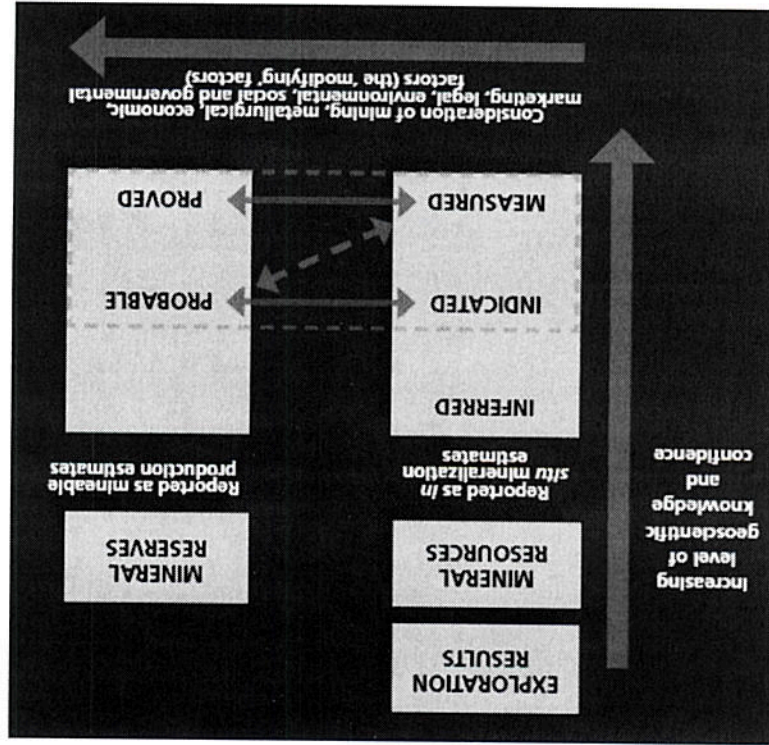 EXPLORATION
RESULTS
MINERAL
RESOURCES
MINERAL
RESERVES
Increasing
level of
geoscientific
knowledge
and
confidence
Reported as in
situ mineralization
estimates
Reported as mineable
production estimates
INFERRED
INDICATED
PROBABLE
MEASURED
PROVED
Consideration of mining, metallurgical, economic,
marketing, legal, environmental, social and governmental
factors (the 'modifying' factors)